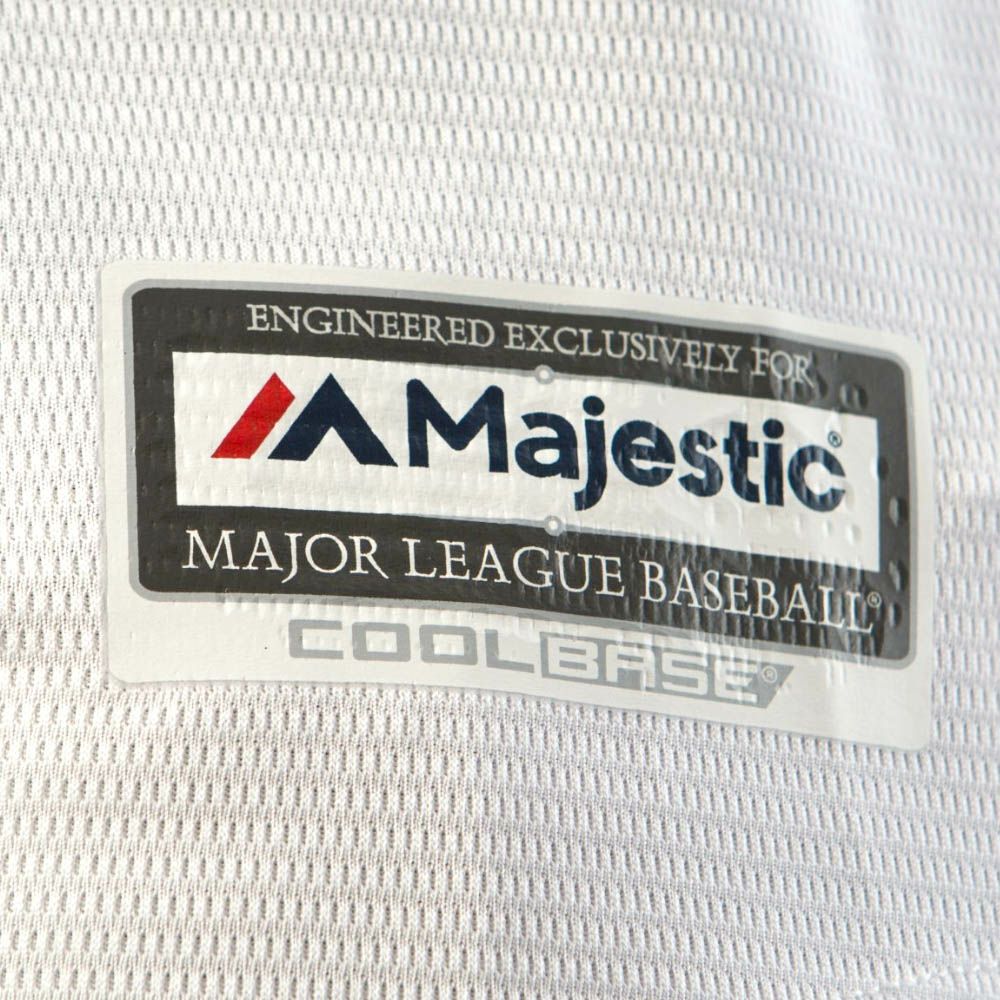 ENGINEERED EXCLUSIVELY FOR
Majestic®
MAJOR LEAGUE BASEBALL®
COOLBASE®